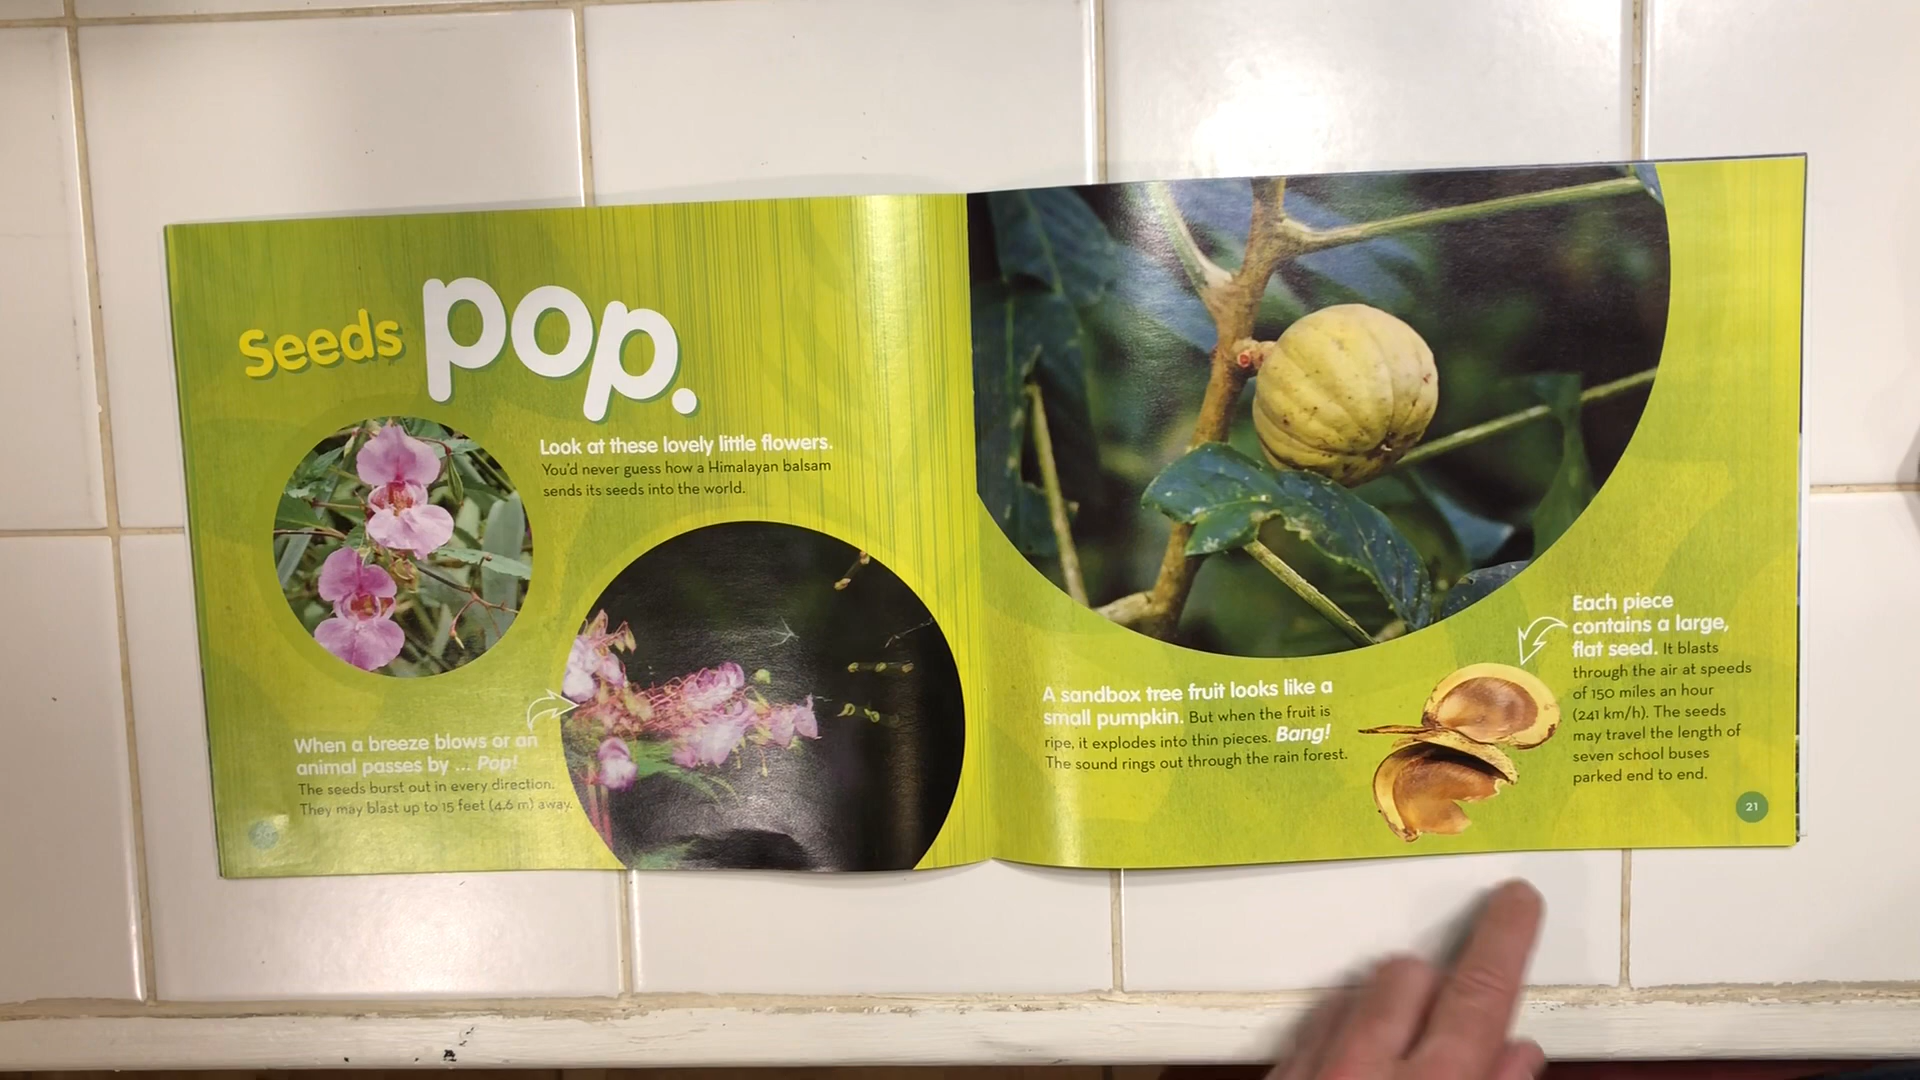 Seeds pop.
Look at these lovely little flowers.
You'd never guess how a Himalayan balsam
sends its seeds into the world.
When a breeze blows or an
animal passes by ... Pop!
The seeds burst out in every direction.
They may blast up to 15 feet (4.6 m) away.
A sandbox tree fruit looks like a
small pumpkin. But when the fruit is
ripe, it explodes into thin pieces. Bang!
The sound rings out through the rain forest.
Each piece
contains a large,
flat seed. It blasts
through the air at speeds
of 150 miles an hour
(241 km/h). The seeds
may travel the length of
seven school buses
parked end to end.
21